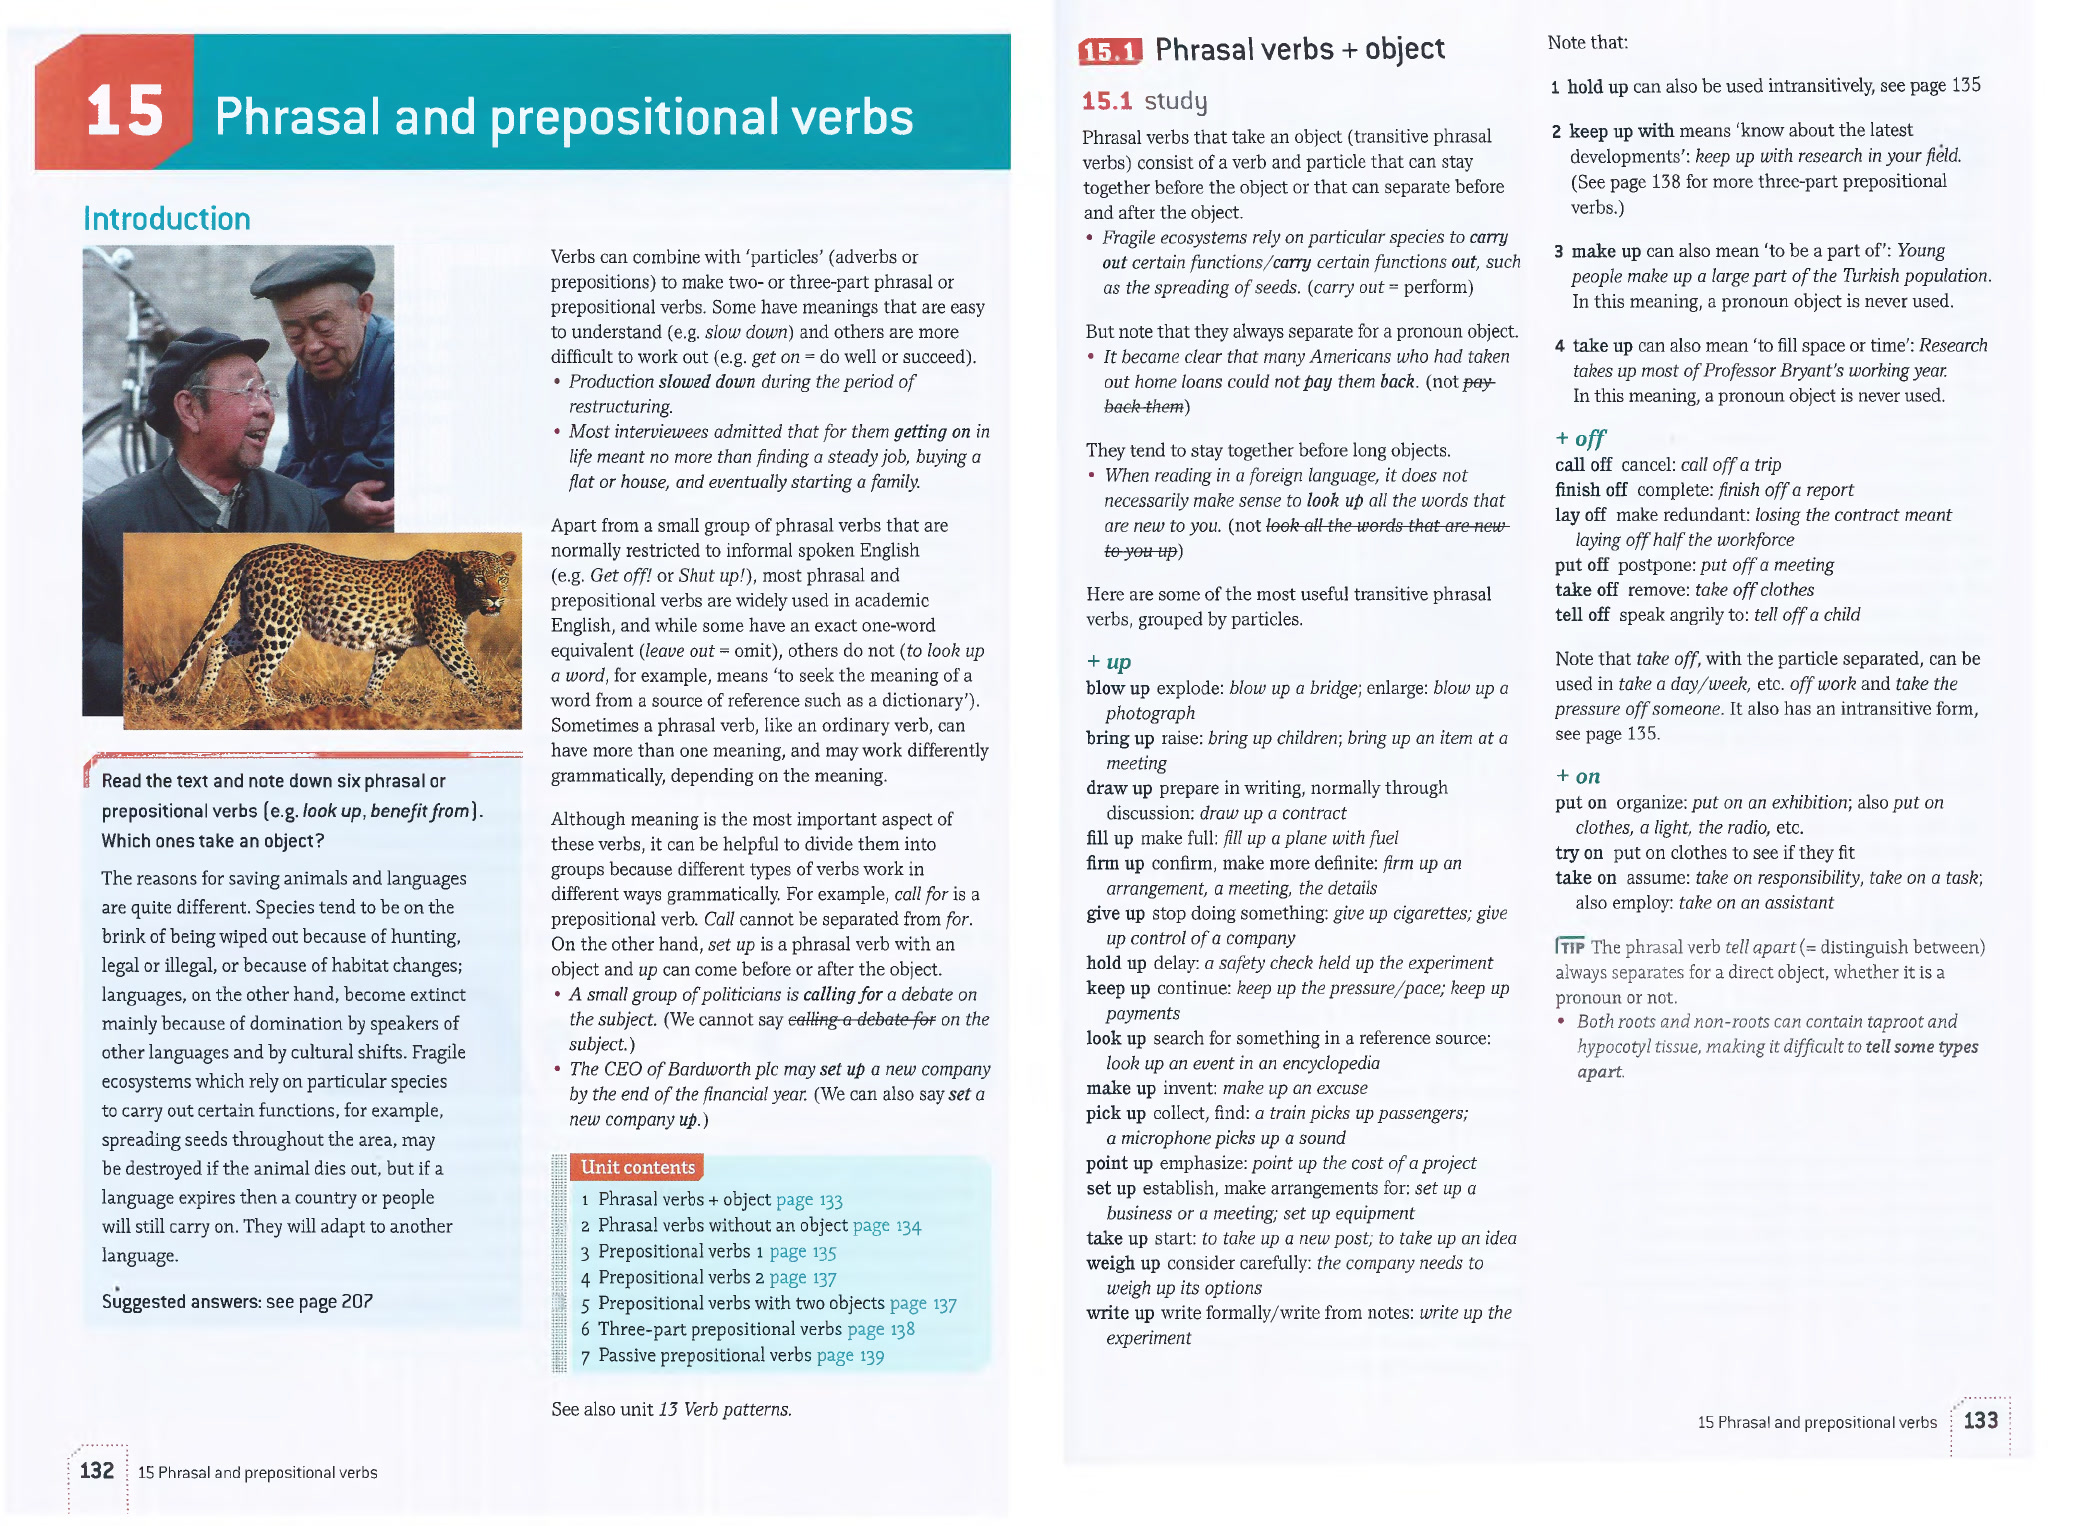 15 Phrasal and prepositional verbs
Introduction
Read the text and note down six phrasal or
prepositional verbs (e.g. look up, benefit from).
Which ones take an object?
The reasons for saving animals and languages
are quite different. Species tend to be on the
brink of being wiped out because of hunting,
legal or illegal, or because of habitat changes;
languages, on the other hand, become extinct
mainly because of domination by speakers of
other languages and by cultural shifts. Fragile
ecosystems which rely on particular species
to carry out certain functions, for example,
spreading seeds throughout the area, may
be destroyed if the animal dies out, but if a
language expires then a country or people
will still carry on. They will adapt to another
language.
Suggested answers: see page 207
Verbs can combine with 'particles' (adverbs or
prepositions) to make two- or three-part phrasal or
prepositional verbs. Some have meanings that are easy
to understand (e.g. slow down) and others are more
difficult to work out (e.g. get on = do well or succeed).
• Production slowed down during the period of
restructuring.
• Most interviewees admitted that for them getting on in
life meant no more than finding a steady job, buying a
flat or house, and eventually starting a family.
Apart from a small group of phrasal verbs that are
normally restricted to informal spoken English
(e.g. Get off! or Shut up!), most phrasal and
prepositional verbs are widely used in academic
English, and while some have an exact one-word
equivalent (leave out = omit), others do not (to look up
a word, for example, means 'to seek the meaning of a
word from a source of reference such as a dictionary').
Sometimes a phrasal verb, like an ordinary verb, can
have more than one meaning, and may work differently
grammatically, depending on the meaning.
Although meaning is the most important aspect of
these verbs, it can be helpful to divide them into
groups because different types of verbs work in
different ways grammatically. For example, call for is a
prepositional verb. Call cannot be separated from for.
On the other hand, set up is a phrasal verb with an
object and up can come before or after the object.
• A small group of politicians is calling for a debate on
the subject. (We cannot say calling a debate for on the
subject.)
• The CEO of Bardworth plc may set up a new company
by the end of the financial year. (We can also say set a
new company up.)
Unit contents
1 Phrasal verbs + object page 133
2 Phrasal verbs without an object page 134
3 Prepositional verbs 1 page 135
4 Prepositional verbs 2 page 137
5 Prepositional verbs with two objects page 137
6 Three-part prepositional verbs page 138
7 Passive prepositional verbs page 139
See also unit 13 Verb patterns.
132 15 Phrasal and prepositional verbs
15.1 Phrasal verbs + object
15.1 study
Phrasal verbs that take an object (transitive phrasal
verbs) consist of a verb and particle that can stay
together before the object or that can separate before
and after the object.
• Fragile ecosystems rely on particular species to carry
out certain functions/carry certain functions out, such
as the spreading of seeds. (carry out = perform)
But note that they always separate for a pronoun object.
• It became clear that many Americans who had taken
out home loans could not pay them back. (not pay
back them)
They tend to stay together before long objects.
• When reading in a foreign language, it does not
necessarily make sense to look up all the words that
are new to you. (not look all the words that are new
to you up)
Here are some of the most useful transitive phrasal
verbs, grouped by particles.
+ up
blow up explode: blow up a bridge; enlarge: blow up a
photograph
bring up raise: bring up children; bring up an item at a
meeting
draw up prepare in writing, normally through
discussion: draw up a contract
fill up make full: fill up a plane with fuel
firm up confirm, make more definite: firm up an
arrangement, a meeting, the details
give up stop doing something: give up cigarettes; give
up control of a company
hold up delay: a safety check held up the experiment
keep up continue: keep up the pressure/pace; keep up
payments
look up search for something in a reference source:
look up an event in an encyclopedia
make up invent: make up an excuse
pick up collect, find: a train picks up passengers;
a microphone picks up a sound
point up emphasize: point up the cost of a project
set up establish, make arrangements for: set up a
business or a meeting; set up equipment
take up start: to take up a new post; to take up an idea
weigh up consider carefully: the company needs to
weigh up its options
write up write formally/write from notes: write up the
experiment
Note that:
1 hold up can also be used intransitively, see page 135
2 keep up with means 'know about the latest
developments': keep up with research in your field.
(See page 138 for more three-part prepositional
verbs.)
3 make up can also mean 'to be a part of': Young
people make up a large part of the Turkish population.
In this meaning, a pronoun object is never used.
4 take up can also mean 'to fill space or time': Research
takes up most of Professor Bryant's working year.
In this meaning, a pronoun object is never used.
+ off
call off cancel: call off a trip
finish off complete: finish off a report
lay off make redundant: losing the contract meant
laying off half the workforce
put off postpone: put off a meeting
take off remove: take off clothes
tell off speak angrily to: tell off a child
Note that take off, with the particle separated, can be
used in take a day/week, etc. off work and take the
pressure off someone. It also has an intransitive form,
see page 135.
+ on
put on organize: put on an exhibition; also put on
clothes, a light, the radio, etc.
try on put on clothes to see if they fit
take on assume: take on responsibility, take on a task;
also employ: take on an assistant
TIP The phrasal verb tell apart (= distinguish between)
always separates for a direct object, whether it is a
pronoun or not.
• Both roots and non-roots can contain taproot and
hypocotyl tissue, making it difficult to tell some types
apart.
15 Phrasal and prepositional verbs 133